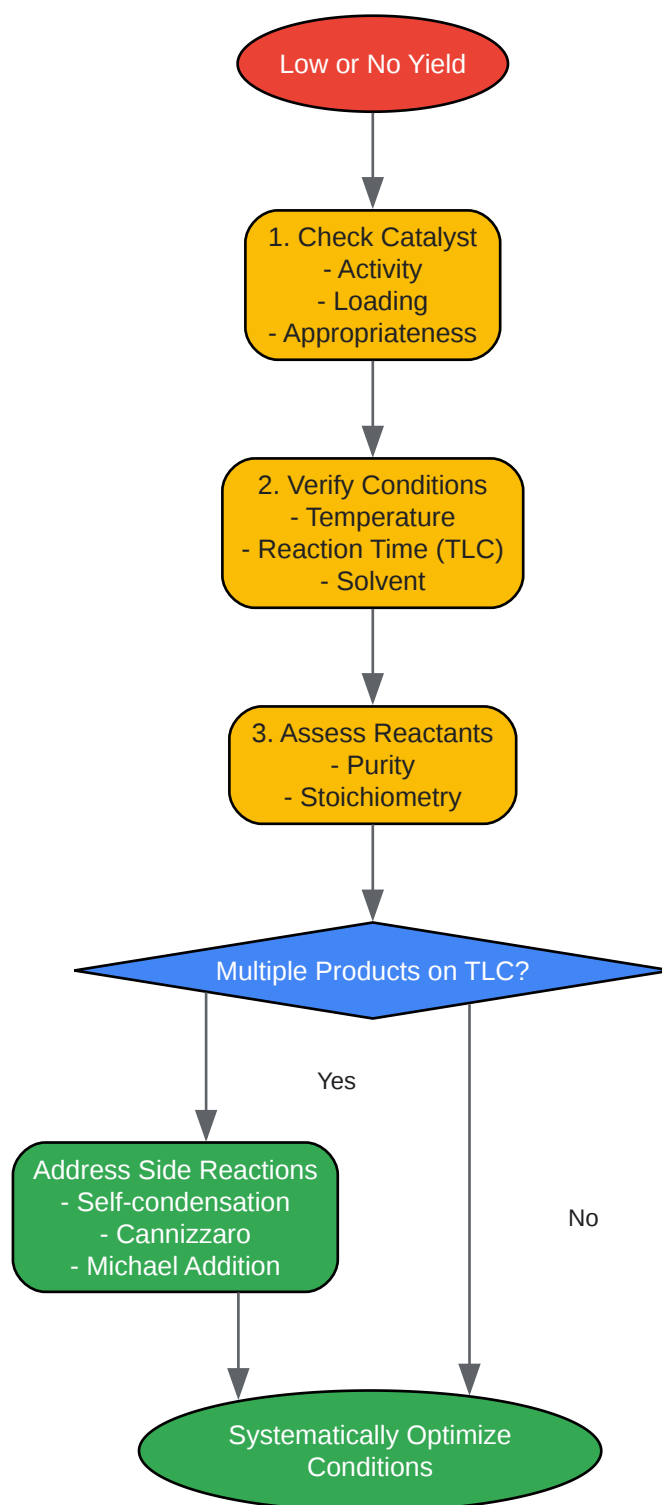 Low or No Yield
1. Check Catalyst
- Activity
- Loading
- Appropriateness
2. Verify Conditions
- Temperature
- Reaction Time (TLC)
- Solvent
3. Assess Reactants
- Purity
- Stoichiometry
Multiple Products on TLC?
Yes
Address Side Reactions
- Self-condensation
- Cannizzaro
- Michael Addition
No
Systematically Optimize
Conditions